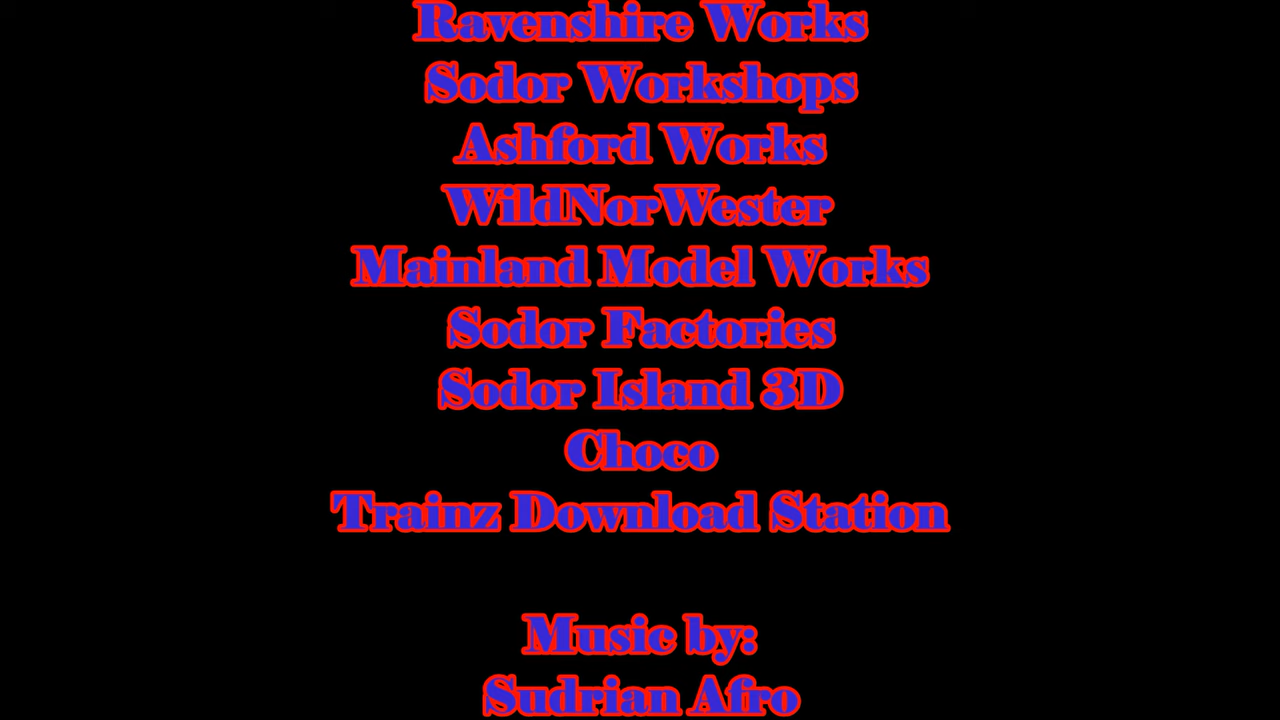 Ravenshire Works
Sodor Workshops
Ashford Works
WildNorWester
Mainland Model Works
Sodor Factories
Sodor Island 3D
Choco
Trainz Download Station
Music by:
Sudrian Afro